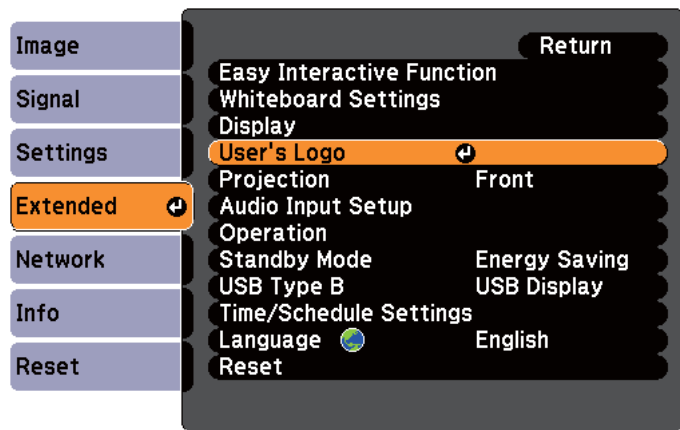 Image
Signal
Settings
Extended
Network
Info
Reset
Return
Easy Interactive Function
Whiteboard Settings
Display
User's Logo
Projection Front
Audio Input Setup
Operation
Standby Mode Energy Saving
USB Type B USB Display
Time/Schedule Settings
Language English
Reset